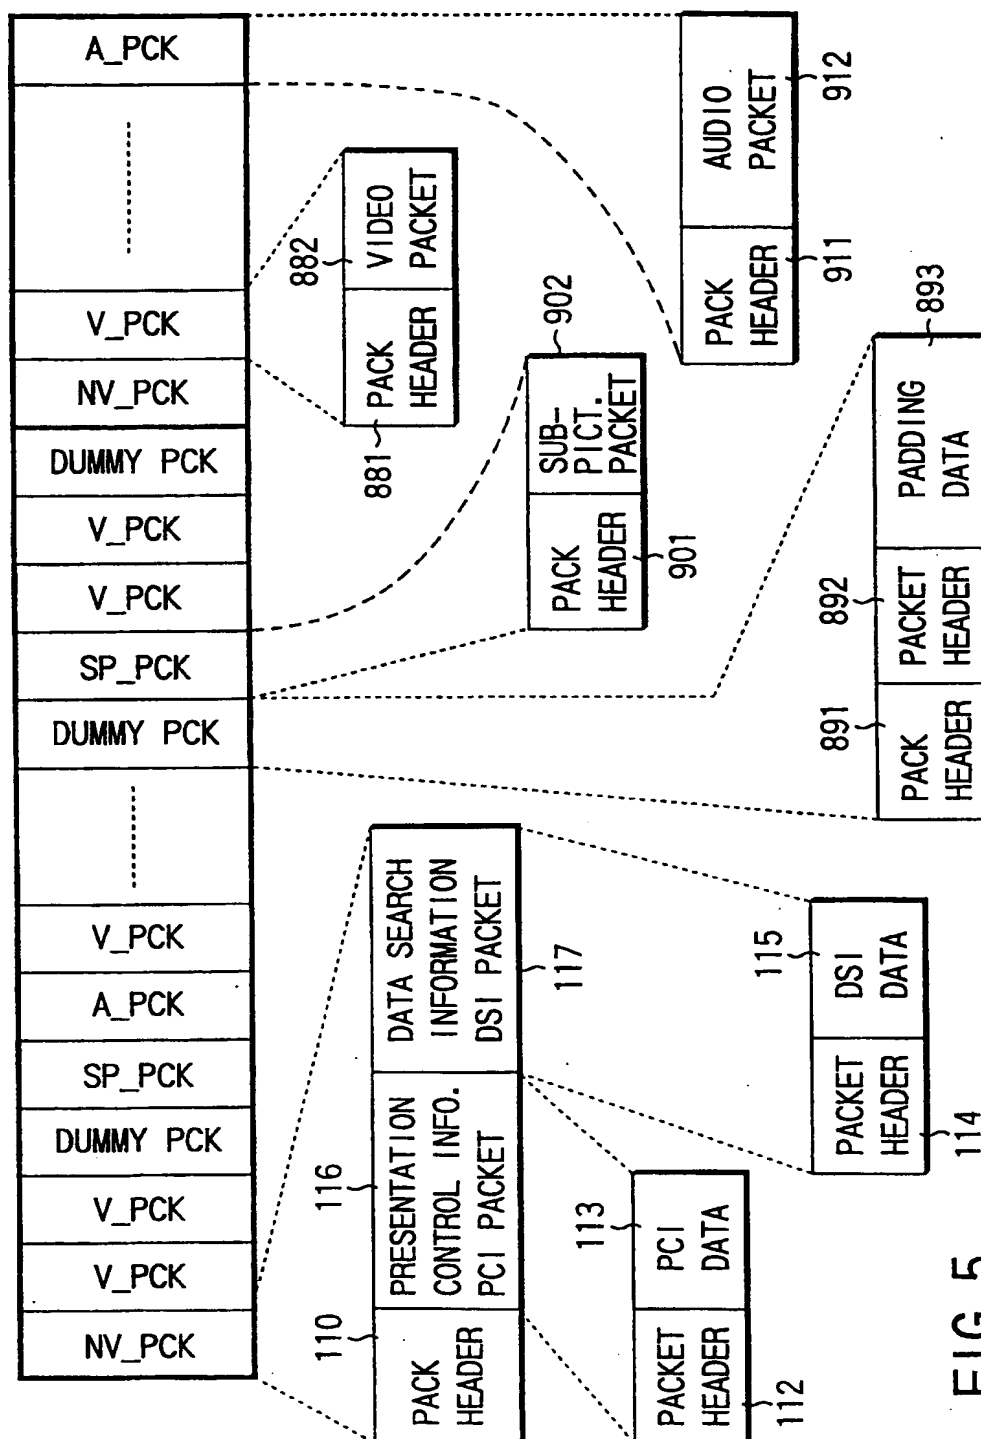 NV_PCK
V_PCK
V_PCK
DUMMY PCK
SP_PCK
A_PCK
V_PCK
DUMMY PCK
SP_PCK
V_PCK
V_PCK
DUMMY PCK
NV_PCK
V_PCK
A_PCK
110
116
PACK
HEADER
PRESENTATION
CONTROL INFO.
PCI PACKET
DATA SEARCH
INFORMATION
DSI PACKET
117
881
882
PACK
HEADER
VIDEO
PACKET
PACK
HEADER
SUB-
PICT.
PACKET
901
902
113
PACKET
HEADER
PCI
DATA
112
PACK
HEADER
AUDIO
PACKET
911
912
115
PACKET
HEADER
DSI
DATA
114
891
892
893
PACK
HEADER
PACKET
HEADER
PADDING
DATA
FIG. 5